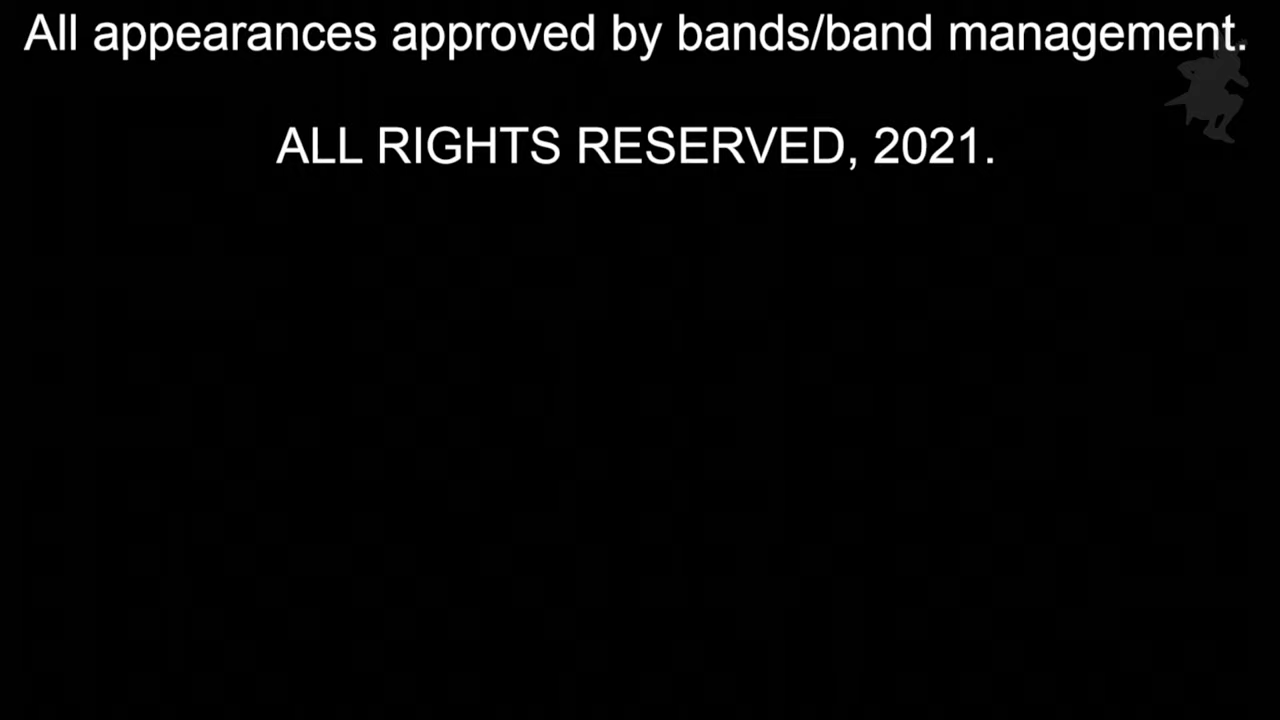 All appearances approved by bands/band management.
ALL RIGHTS RESERVED, 2021.